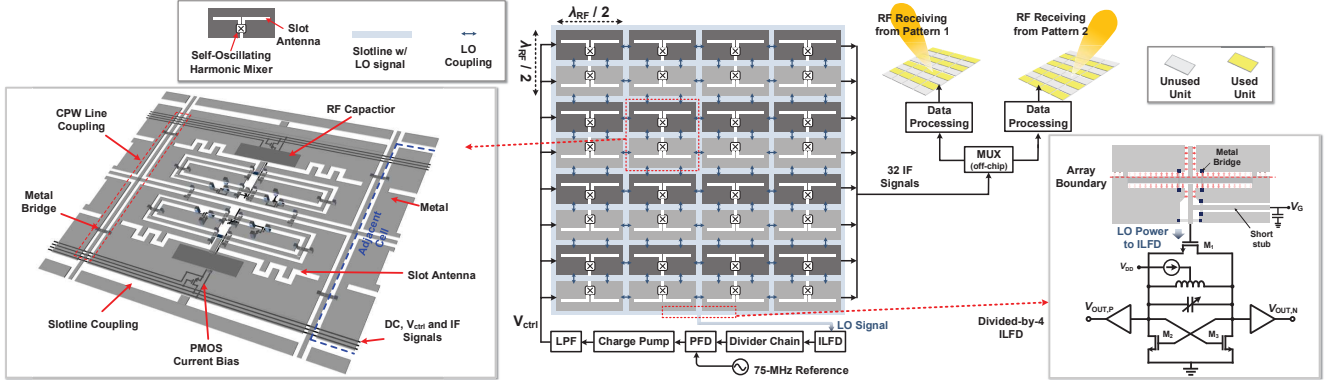 Slot
Antenna
Self-Oscillating
Harmonic Mixer
Slotline w/
LO signal
LO
Coupling
CPW Line
Coupling
RF Capactior
Metal
Bridge
Metal
Adjacent Cell
Slot Antenna
Slotline Coupling
PMOS
Current Bias
DC, Vctrl and IF
Signals
λRF / 2
λRF / 2
Vctrl
LPF
Charge Pump
PFD
Divider Chain
ILFD
LO Signal
75-MHz Reference
32 IF
Signals
RF Receiving
from Pattern 1
RF Receiving
from Pattern 2
Data
Processing
Data
Processing
MUX
(off-chip)
Unused
Unit
Used
Unit
Divided-by-4
ILFD
Metal
Bridge
Array
Boundary
VG
Short
stub
LO Power
to ILFD
M1
VDD
VOUT,P
VOUT,N
M2
M3